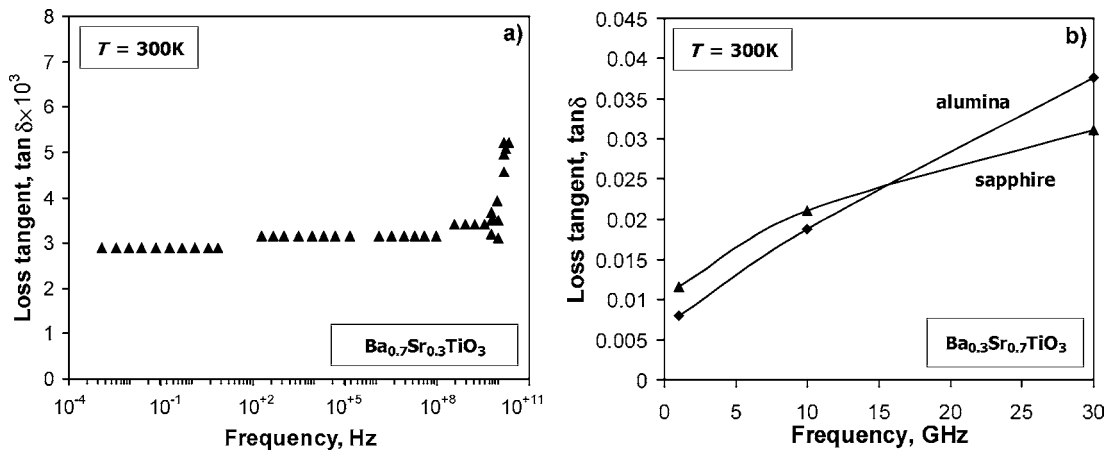 a)
T = 300K
Loss tangent, tan δ×10³
8
7
6
5
4
3
2
1
0
Ba₀.₇Sr₀.₃TiO₃
10⁻⁴ 10⁻¹ 10⁺² 10⁺⁵ 10⁺⁸ 10⁺¹¹
Frequency, Hz
b)
T = 300K
Loss tangent, tanδ
0.045
0.04
0.035
0.03
0.025
0.02
0.015
0.01
0.005
0
alumina
sapphire
Ba₀.₃Sr₀.₇TiO₃
0 5 10 15 20 25 30
Frequency, GHz